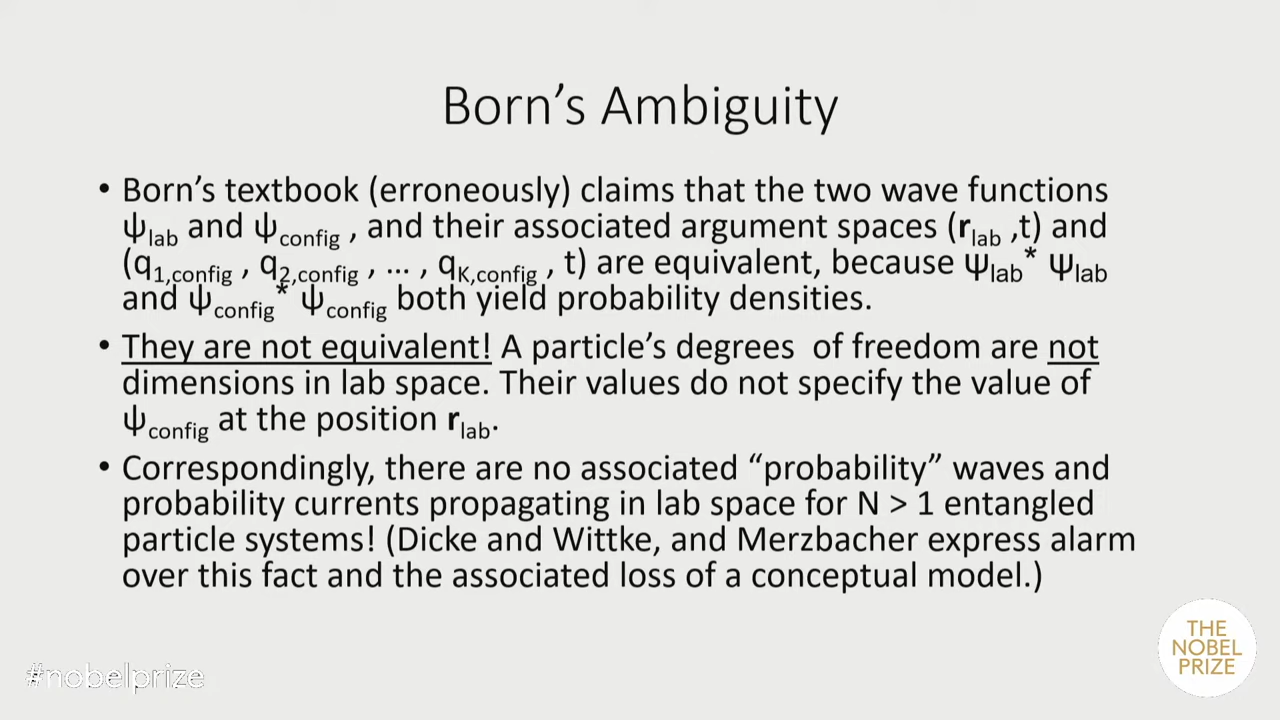 Born’s Ambiguity
• Born’s textbook (erroneously) claims that the two wave functions
ψlab and ψconfig , and their associated argument spaces (rlab ,t) and
(q1,config , q2,config , … , qK,config , t) are equivalent, because ψlab* ψlab
and ψconfig* ψconfig both yield probability densities.
• They are not equivalent! A particle’s degrees  of freedom are not
dimensions in lab space. Their values do not specify the value of
ψconfig at the position rlab.
• Correspondingly, there are no associated “probability” waves and
probability currents propagating in lab space for N > 1 entangled
particle systems! (Dicke and Wittke, and Merzbacher express alarm
over this fact and the associated loss of a conceptual model.)
#nobelprize
THE
NOBEL
PRIZE